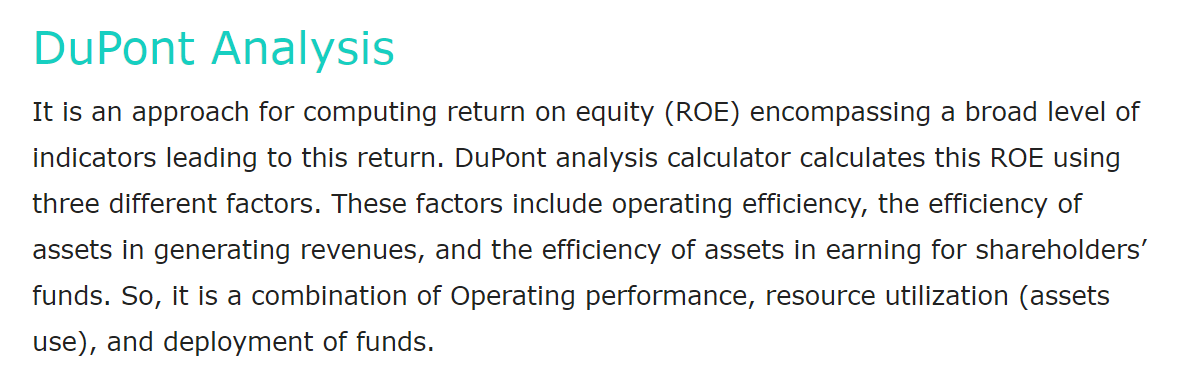 DuPont Analysis
It is an approach for computing return on equity (ROE) encompassing a broad level of
indicators leading to this return. DuPont analysis calculator calculates this ROE using
three different factors. These factors include operating efficiency, the efficiency of
assets in generating revenues, and the efficiency of assets in earning for shareholders’
funds. So, it is a combination of Operating performance, resource utilization (assets
use), and deployment of funds.